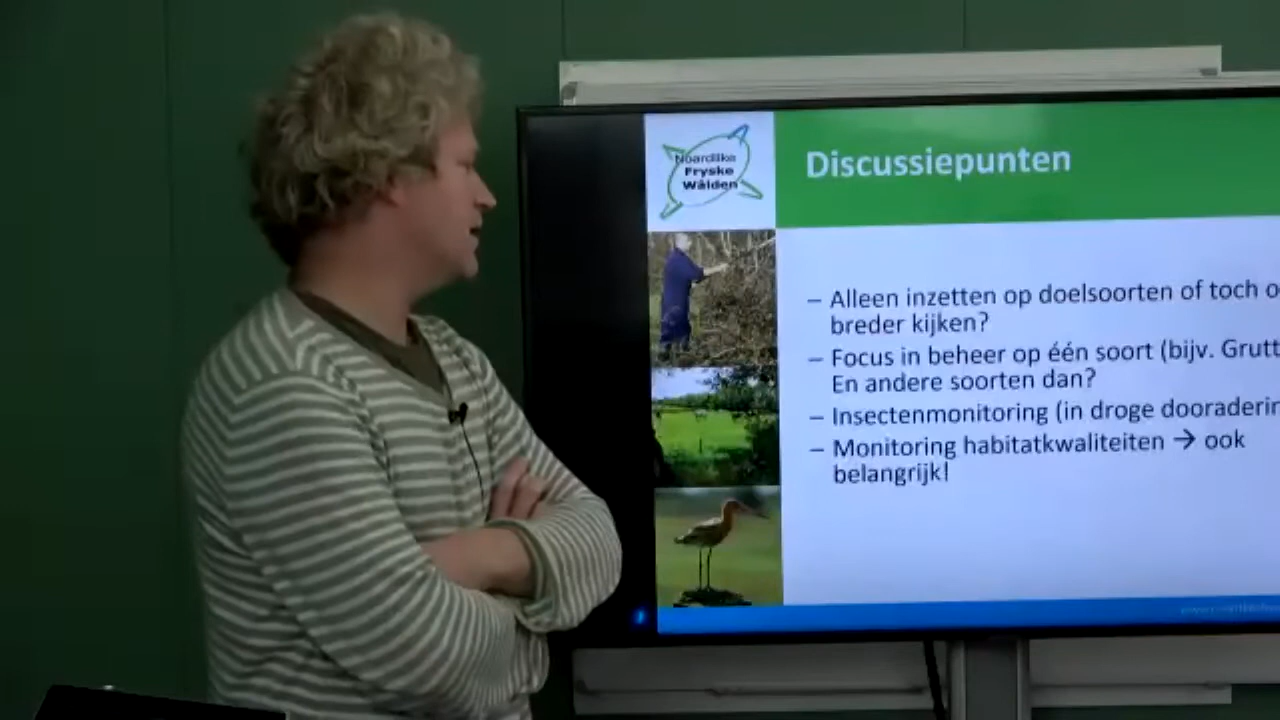 Noardlike
Fryske
Wâlden
Discussiepunten
– Alleen inzetten op doelsoorten of toch
breder kijken?
– Focus in beheer op één soort (bijv. Grutt
En andere soorten dan?
– Insectenmonitoring (in droge dooraderin
– Monitoring habitatkwaliteiten → ook
belangrijk!